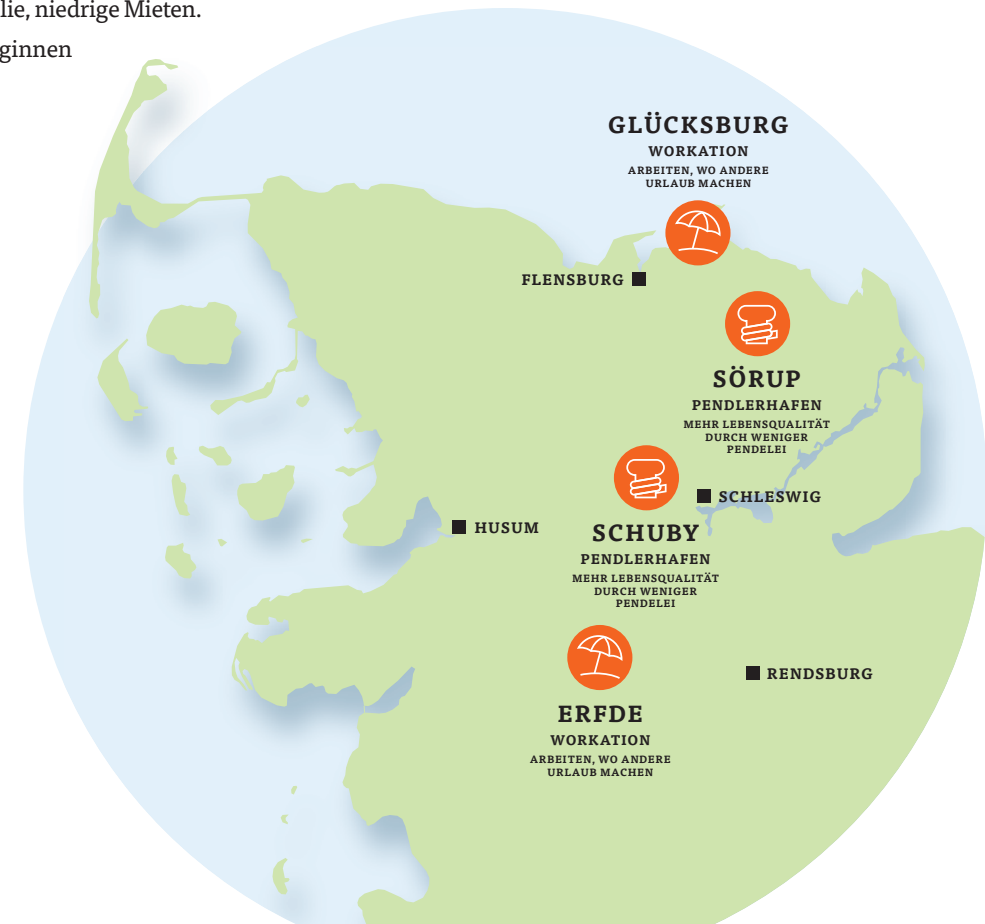 lie, niedrige Mieten.
ginnen
GLÜCKSBURG
WORKATION
ARBEITEN, WO ANDERE
URLAUB MACHEN
FLENSBURG
SÖRUP
PENDLERHAFEN
MEHR LEBENSQUALITÄT
DURCH WENIGER
PENDELEI
SCHLESWIG
HUSUM
SCHUBY
PENDLERHAFEN
MEHR LEBENSQUALITÄT
DURCH WENIGER
PENDELEI
RENDSBURG
ERFDE
WORKATION
ARBEITEN, WO ANDERE
URLAUB MACHEN